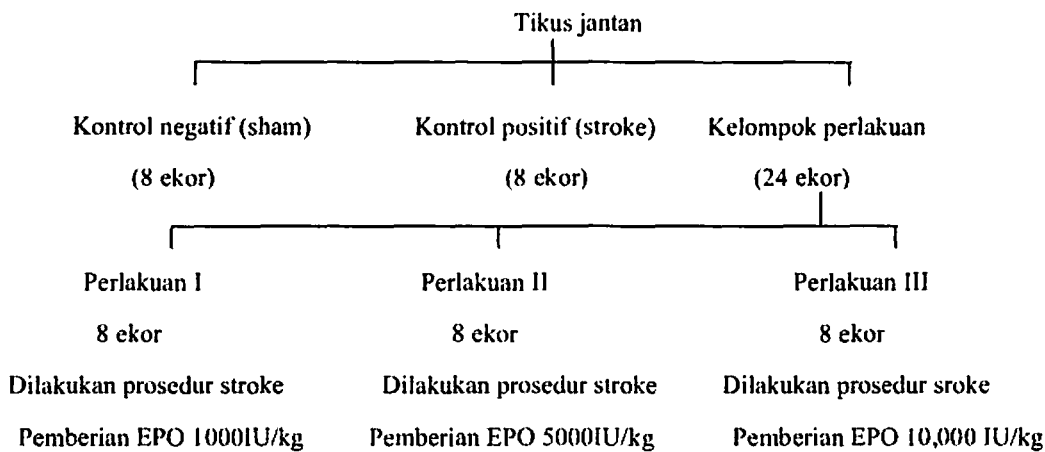 Tikus jantan
Kontrol negatif (sham) Kontrol positif (stroke) Kelompok perlakuan
(8 ekor) (8 ekor) (24 ekor)
Perlakuan I Perlakuan II Perlakuan III
8 ekor 8 ekor 8 ekor
Dilakukan prosedur stroke Dilakukan prosedur stroke Dilakukan prosedur sroke
Pemberian EPO 1000IU/kg Pemberian EPO 5000IU/kg Pemberian EPO 10,000 IU/kg